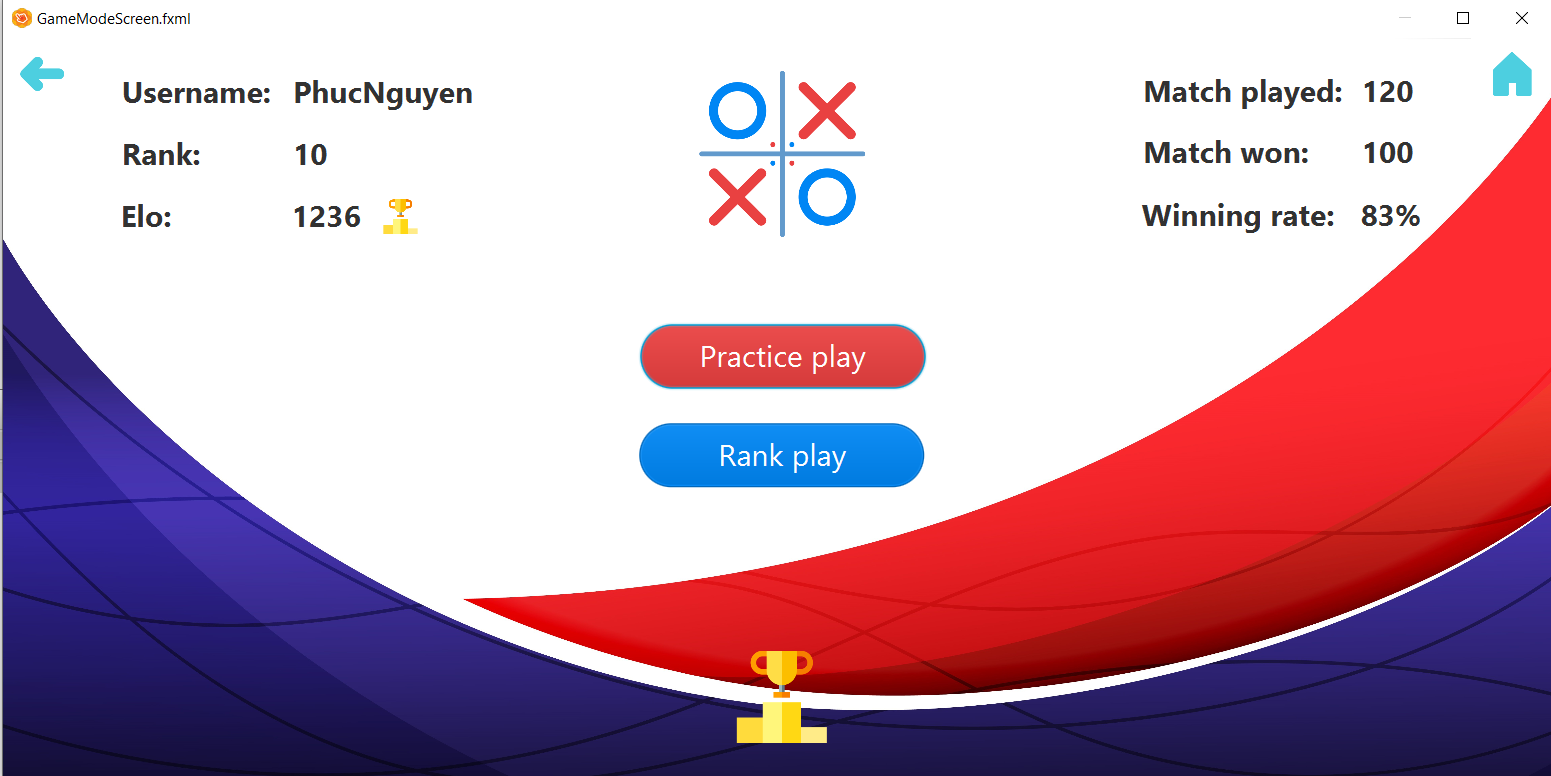 GameModeScreen.fxml
Username: PhucNguyen
Rank: 10
Elo: 1236
Match played: 120
Match won: 100
Winning rate: 83%
Practice play
Rank play